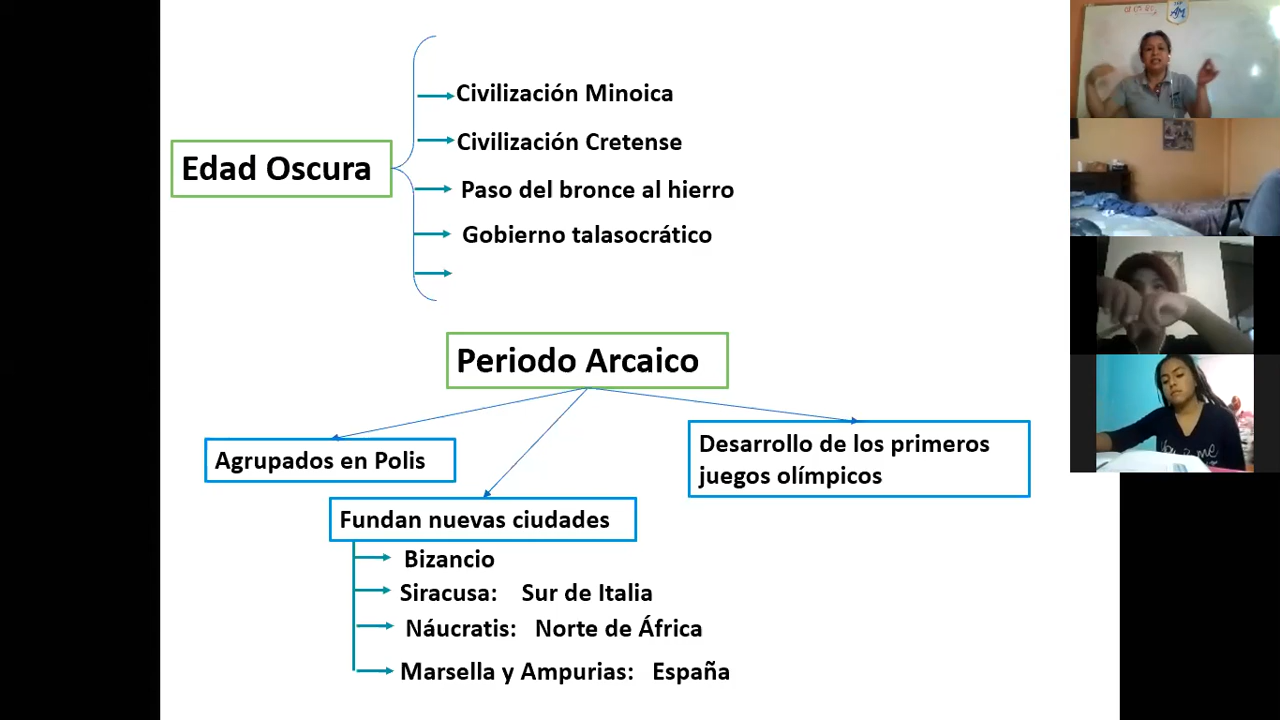 Edad Oscura
Civilización Minoica
Civilización Cretense
Paso del bronce al hierro
Gobierno talasocrático
Periodo Arcaico
Agrupados en Polis
Fundan nuevas ciudades
Bizancio
Siracusa: Sur de Italia
Náucratis: Norte de África
Marsella y Ampurias: España
Desarrollo de los primeros
juegos olímpicos